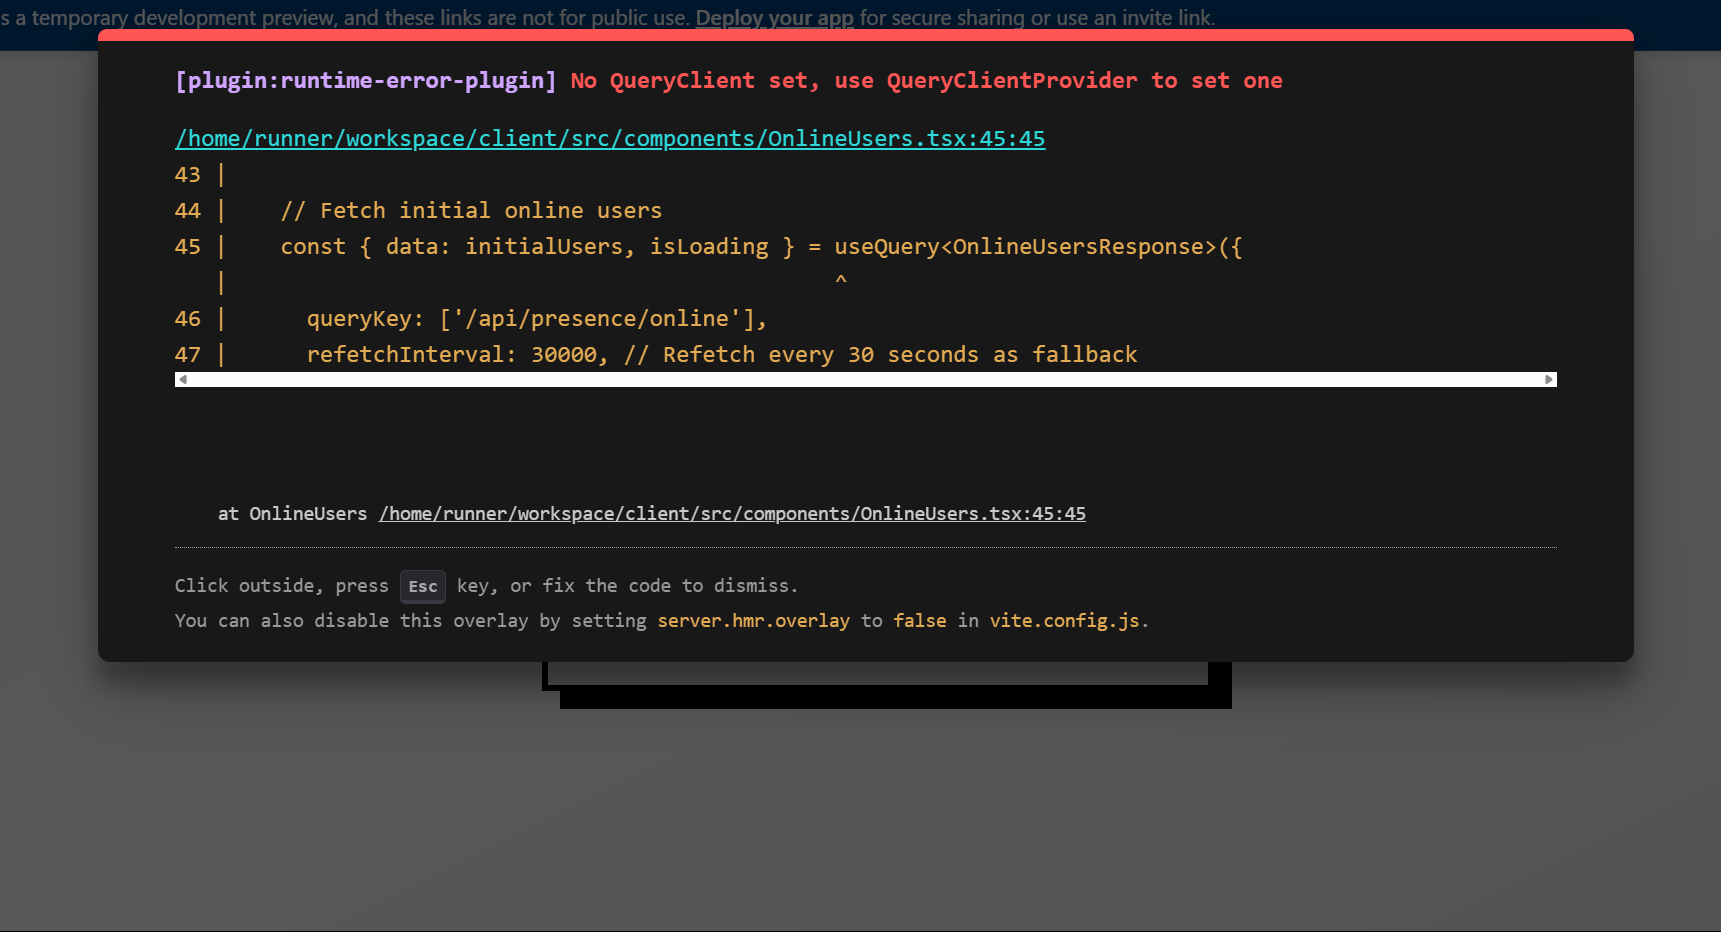 s a temporary development preview, and these links are not for public use. Deploy your app for secure sharing or use an invite link.
[plugin:runtime-error-plugin] No QueryClient set, use QueryClientProvider to set one
/home/runner/workspace/client/src/components/OnlineUsers.tsx:45:45
43 |
44 |    // Fetch initial online users
45 |    const { data: initialUsers, isLoading } = useQuery<OnlineUsersResponse>({
   |                                              ^
46 |      queryKey: ['/api/presence/online'],
47 |      refetchInterval: 30000, // Refetch every 30 seconds as fallback
at OnlineUsers /home/runner/workspace/client/src/components/OnlineUsers.tsx:45:45
Click outside, press Esc key, or fix the code to dismiss.
You can also disable this overlay by setting server.hmr.overlay to false in vite.config.js.